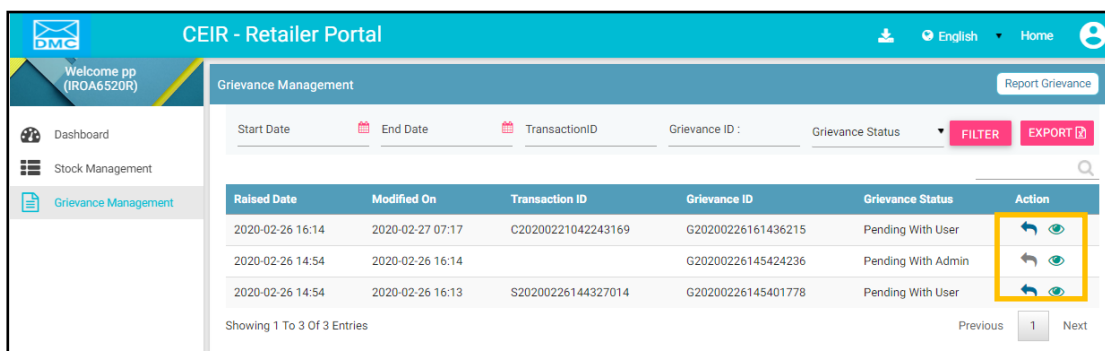 DMC
CEIR - Retailer Portal
English
Home
Welcome pp
(IROA6520R)
Dashboard
Stock Management
Grievance Management
Grievance Management
Report Grievance
Start Date
End Date
TransactionID
Grievance ID :
Grievance Status
FILTER
EXPORT
Raised Date Modified On Transaction ID Grievance ID Grievance Status Action
2020-02-26 16:14 2020-02-27 07:17 C20200221042243169 G20200226161436215 Pending With User
2020-02-26 14:54 2020-02-26 16:14 G20200226145424236 Pending With Admin
2020-02-26 14:54 2020-02-26 16:13 S20200226144327014 G20200226145401778 Pending With User
Showing 1 To 3 Of 3 Entries
Previous 1 Next